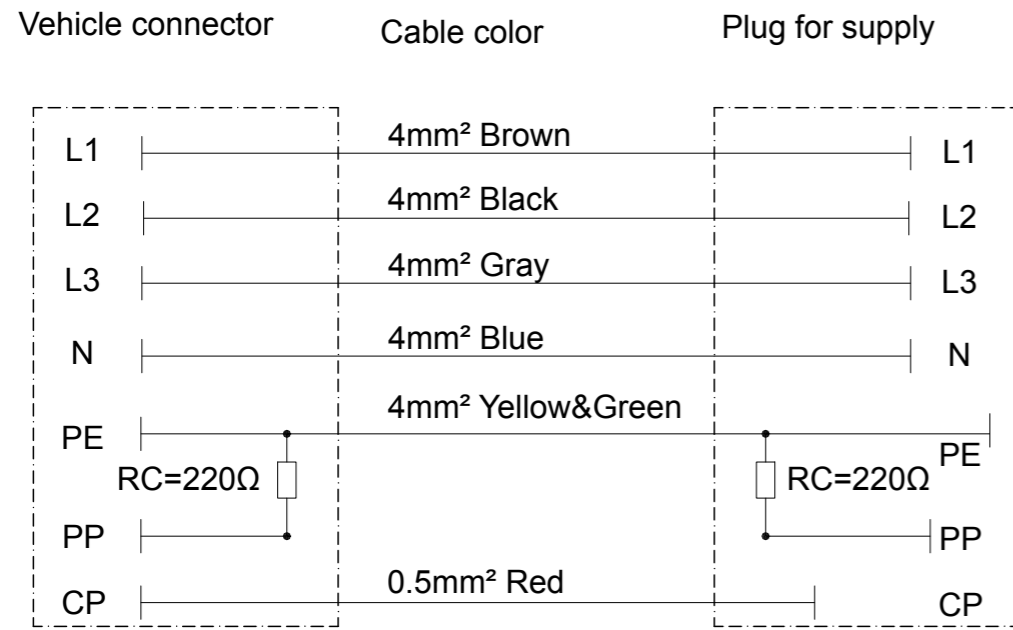 Vehicle connector Cable color Plug for supply
L1 4mm² Brown L1
L2 4mm² Black L2
L3 4mm² Gray L3
N 4mm² Blue N
PE 4mm² Yellow&Green PE
RC=220Ω RC=220Ω
PP PP
CP 0.5mm² Red CP